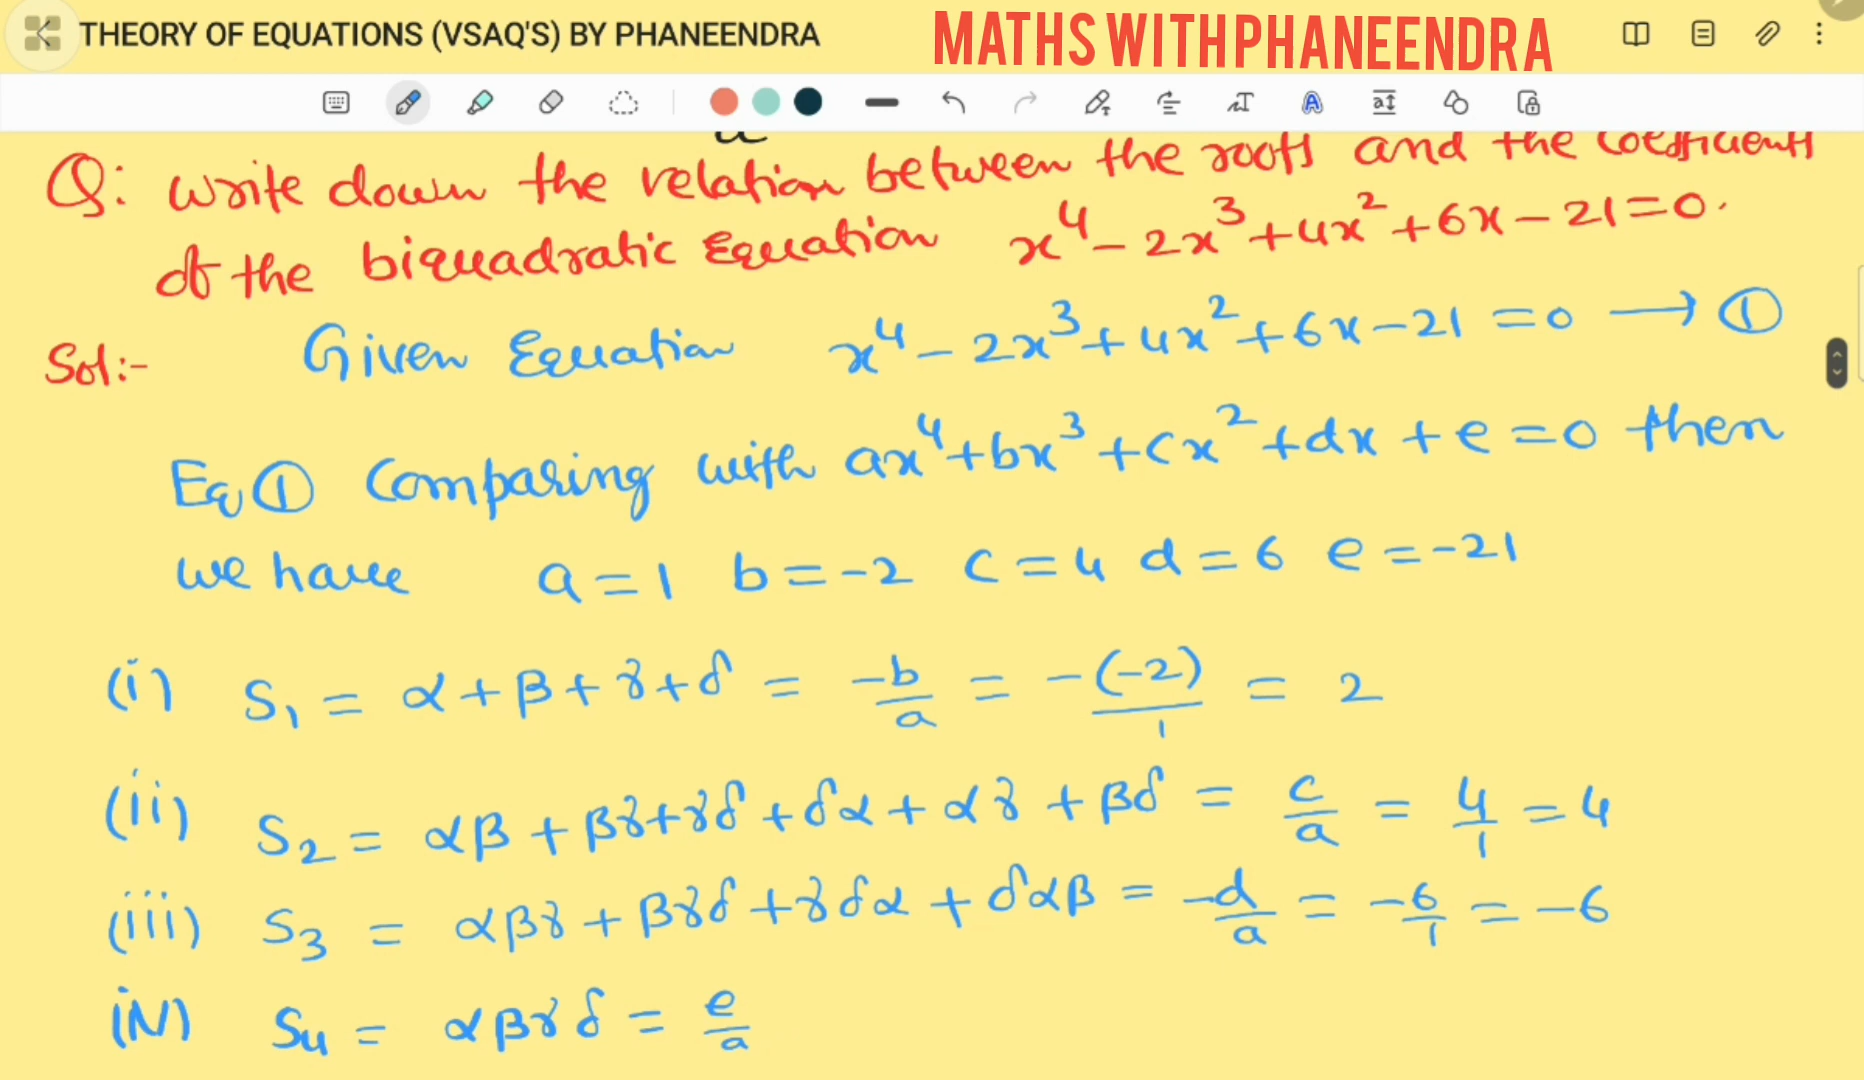 THEORY OF EQUATIONS (VSAQ'S) BY PHANEENDRA
MATHS WITH PHANEENDRA
Q: write down the relation between the roots and the coefficients
of the biquadratic Equation x⁴ − 2x³ + 4x² + 6x − 21 = 0.
Sol:- Given Equation x⁴ − 2x³ + 4x² + 6x − 21 = 0 → ①
Eq ① Comparing with ax⁴ + bx³ + cx² + dx + e = 0 then
we have a = 1 b = −2 c = 4 d = 6 e = −21
(i) S₁ = α + β + γ + δ = −b/a = −(−2)/1 = 2
(ii) S₂ = αβ + βγ + γδ + δα + αγ + βδ = c/a = 4/1 = 4
(iii) S₃ = αβγ + βγδ + γδα + δαβ = −d/a = −6/1 = −6
(iv) S₄ = αβγδ = e/a